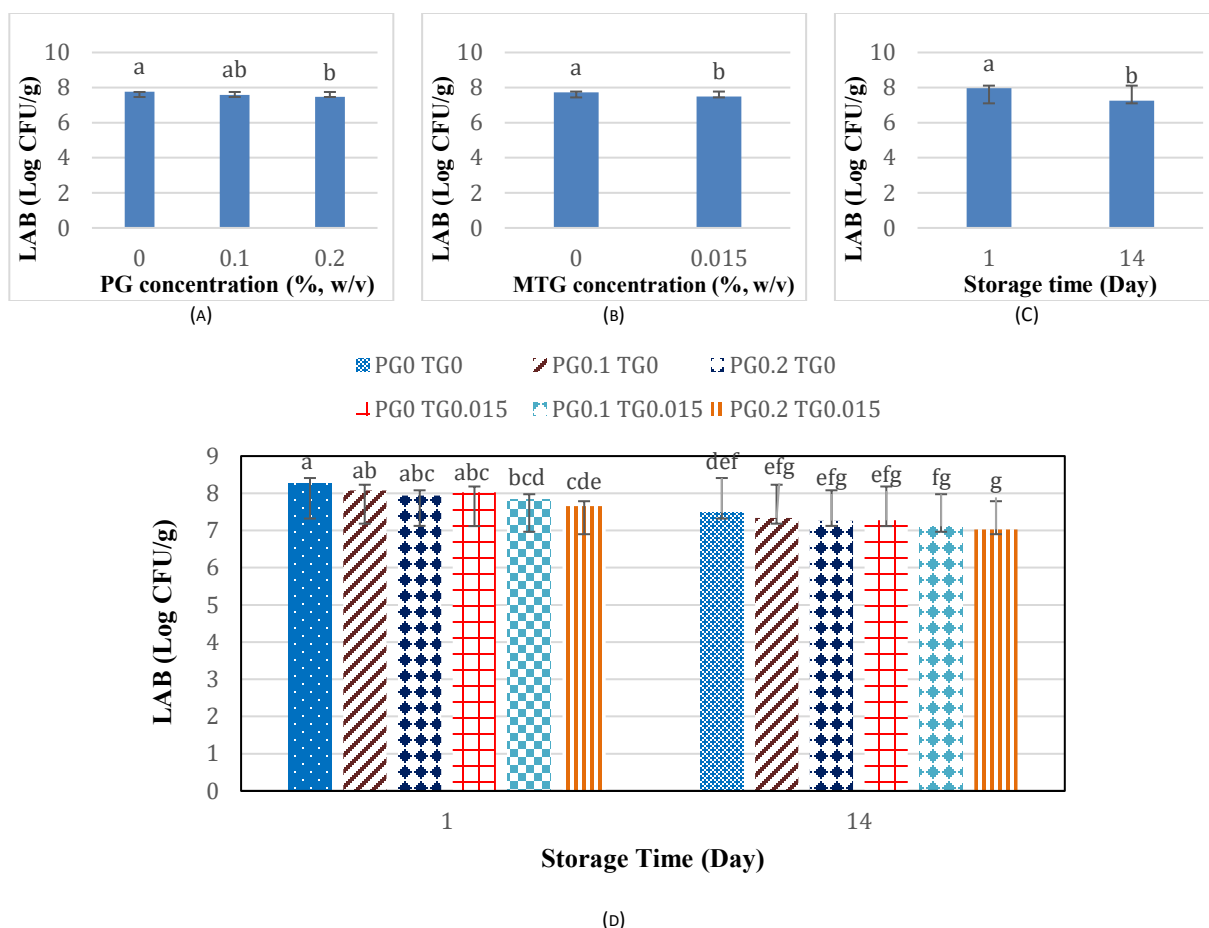 10
8
6
4
2
0
LAB (Log CFU/g)
a
ab
b
0
0.1
0.2
PG concentration (%, w/v)
(A)
10
8
6
4
2
0
LAB (Log CFU/g)
a
b
0
0.015
MTG concentration (%, w/v)
(B)
10
8
6
4
2
0
LAB (Log CFU/g)
a
b
1
14
Storage time (Day)
(C)
PG0 TG0 PG0.1 TG0 PG0.2 TG0
PG0 TG0.015 PG0.1 TG0.015 PG0.2 TG0.015
9
8
7
6
5
4
3
2
1
0
LAB (Log CFU/g)
a
ab
abc
abc
bcd
cde
def
efg
efg
efg
fg
g
1
14
Storage Time (Day)
(D)